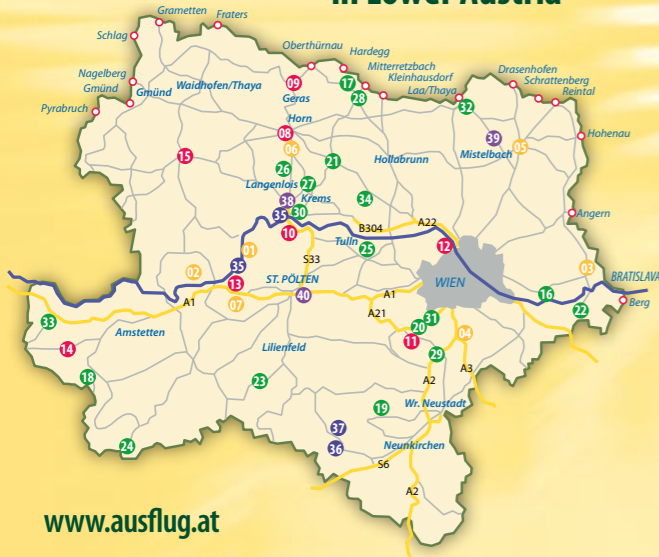 in Lower Austria
Grametten
Fraters
Schlag
Oberthürnau
Hardegg
Mitterretzbach
Kleinhausdorf
Laa/Thaya
Drasenhofen
Schrattenberg
Reintal
Nagelberg
Gmünd
Gmünd
Waidhofen/Thaya
09
Geras
17
28
32
Pyrabruch
Horn
08
06
39
Mistelbach
05
Hohenau
15
26
21
Hollabrunn
Langenlois
27
38
Krems
34
35
30
10
B304
A22
Angern
Tulln
25
12
01
S33
02
35
13
ST. PÖLTEN
WIEN
03
BRATISLAVA
16
Berg
22
A1
07
40
A1
A21
31
20
33
Amstetten
Lilienfeld
11
04
14
29
18
23
A2
A3
19
Wr. Neustadt
24
37
36
Neunkirchen
S6
A2
www.ausflug.at